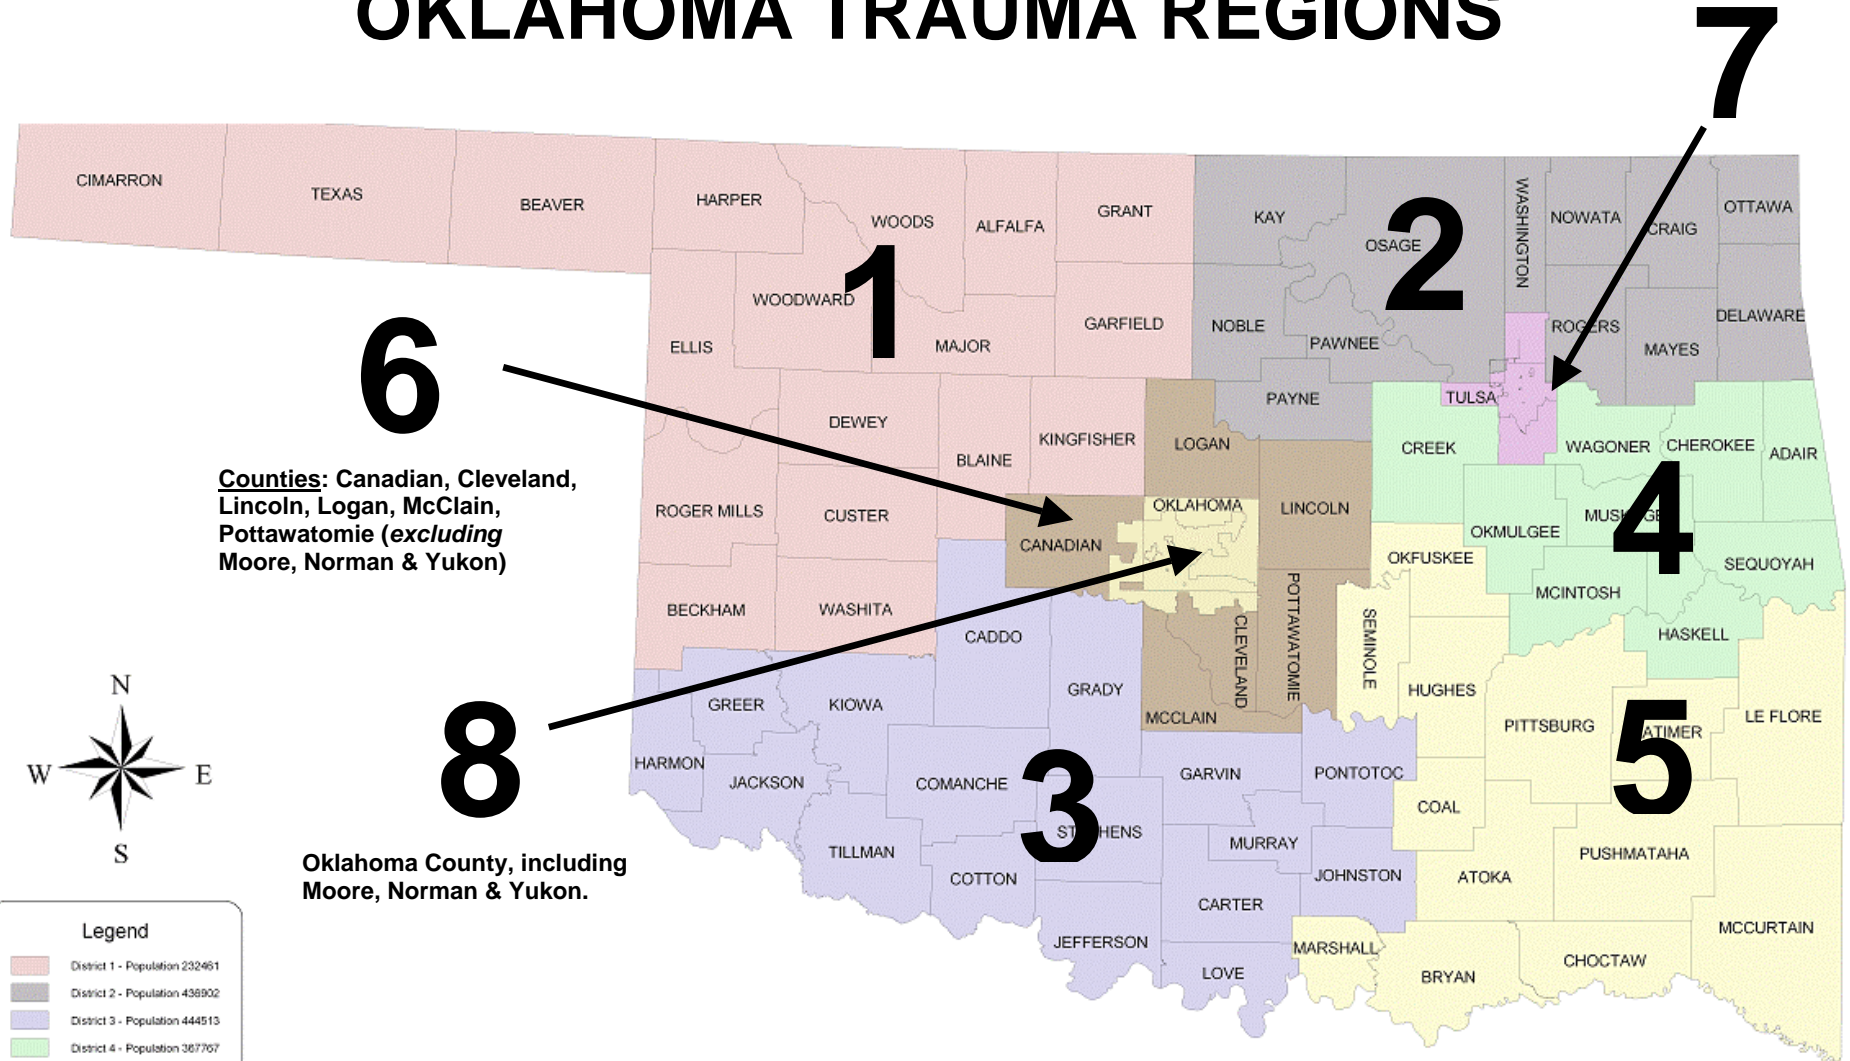 OKLAHOMA TRAUMA REGIONS
7
CIMARRON
TEXAS
BEAVER
HARPER
WOODS
ALFALFA
GRANT
KAY
OSAGE
WASHINGTON
NOWATA
CRAIG
OTTAWA
1
2
WOODWARD
ELLIS
MAJOR
GARFIELD
NOBLE
PAWNEE
ROGERS
MAYES
DELAWARE
6
Counties: Canadian, Cleveland,
Lincoln, Logan, McClain,
Pottawatomie (excluding
Moore, Norman & Yukon)
DEWEY
BLAINE
KINGFISHER
LOGAN
PAYNE
TULSA
CREEK
WAGONER
CHEROKEE
ADAIR
4
ROGER MILLS
CUSTER
CANADIAN
OKLAHOMA
LINCOLN
OKMULGEE
OKFUSKEE
MCINTOSH
SEQUOYAH
HASKELL
BECKHAM
WASHITA
CADDO
GRADY
CLEVELAND
POTTAWATOMIE
SEMINOLE
HUGHES
MCCLAIN
PITTSBURG
LE FLORE
5
N
W
E
S
8
Oklahoma County, including
Moore, Norman & Yukon.
GREER
KIOWA
HARMON
JACKSON
COMANCHE
3
GARVIN
PONTOTOC
COAL
TILLMAN
COTTON
MURRAY
JOHNSTON
ATOKA
PUSHMATAHA
CARTER
JEFFERSON
LOVE
MARSHALL
BRYAN
CHOCTAW
MCCURTAIN
Legend
District 1 - Population 232461
District 2 - Population 436902
District 3 - Population 444513
District 4 - Population 367767